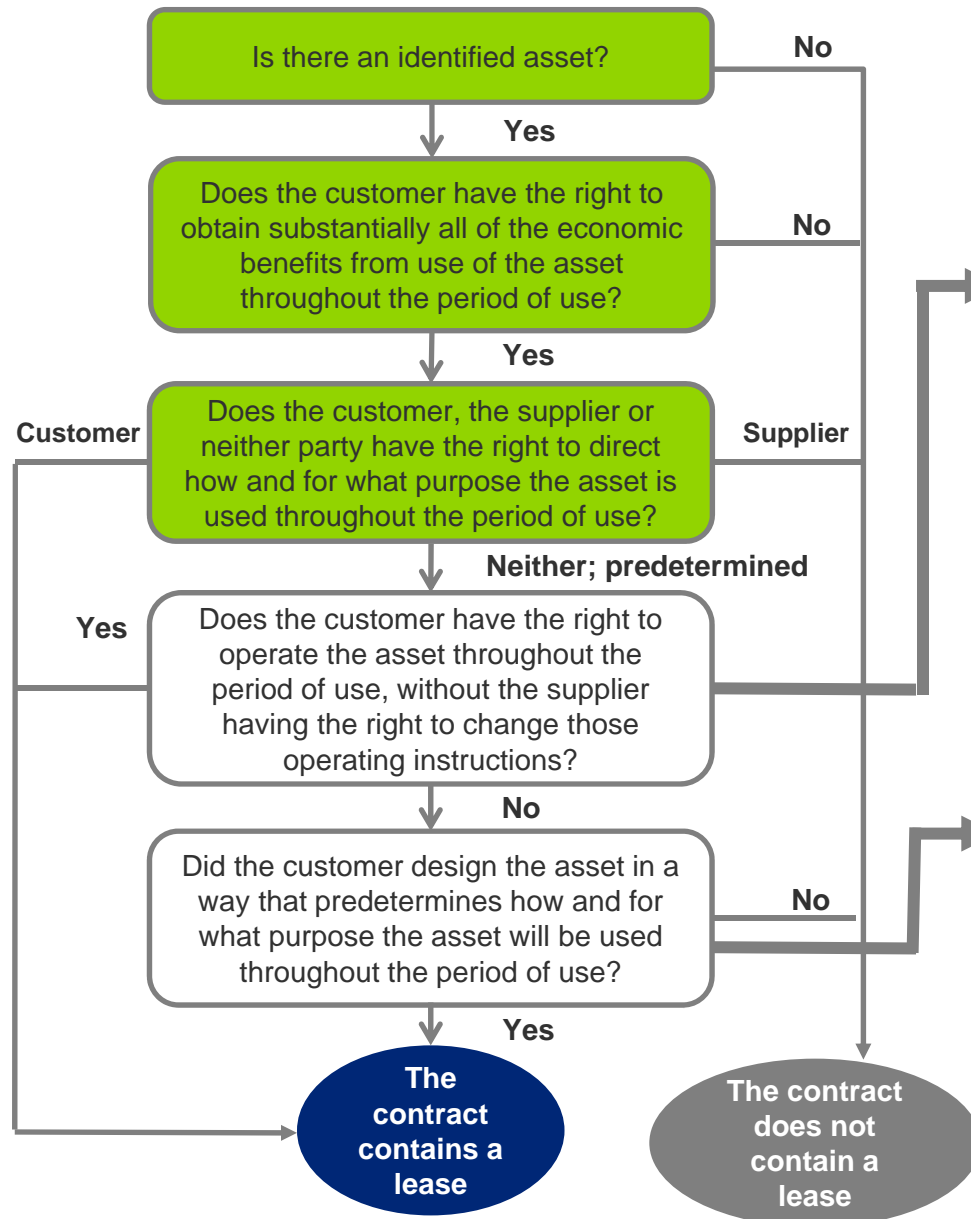 Is there an identified asset?
No
Yes
Does the customer have the right to
obtain substantially all of the economic
benefits from use of the asset
throughout the period of use?
No
Yes
Does the customer, the supplier or
neither party have the right to direct
how and for what purpose the asset is
used throughout the period of use?
Customer
Supplier
Neither; predetermined
Yes
Does the customer have the right to
operate the asset throughout the
period of use, without the supplier
having the right to change those
operating instructions?
No
Did the customer design the asset in a
way that predetermines how and for
what purpose the asset will be used
throughout the period of use?
No
Yes
The
contract
contains a
lease
The contract
does not
contain a
lease